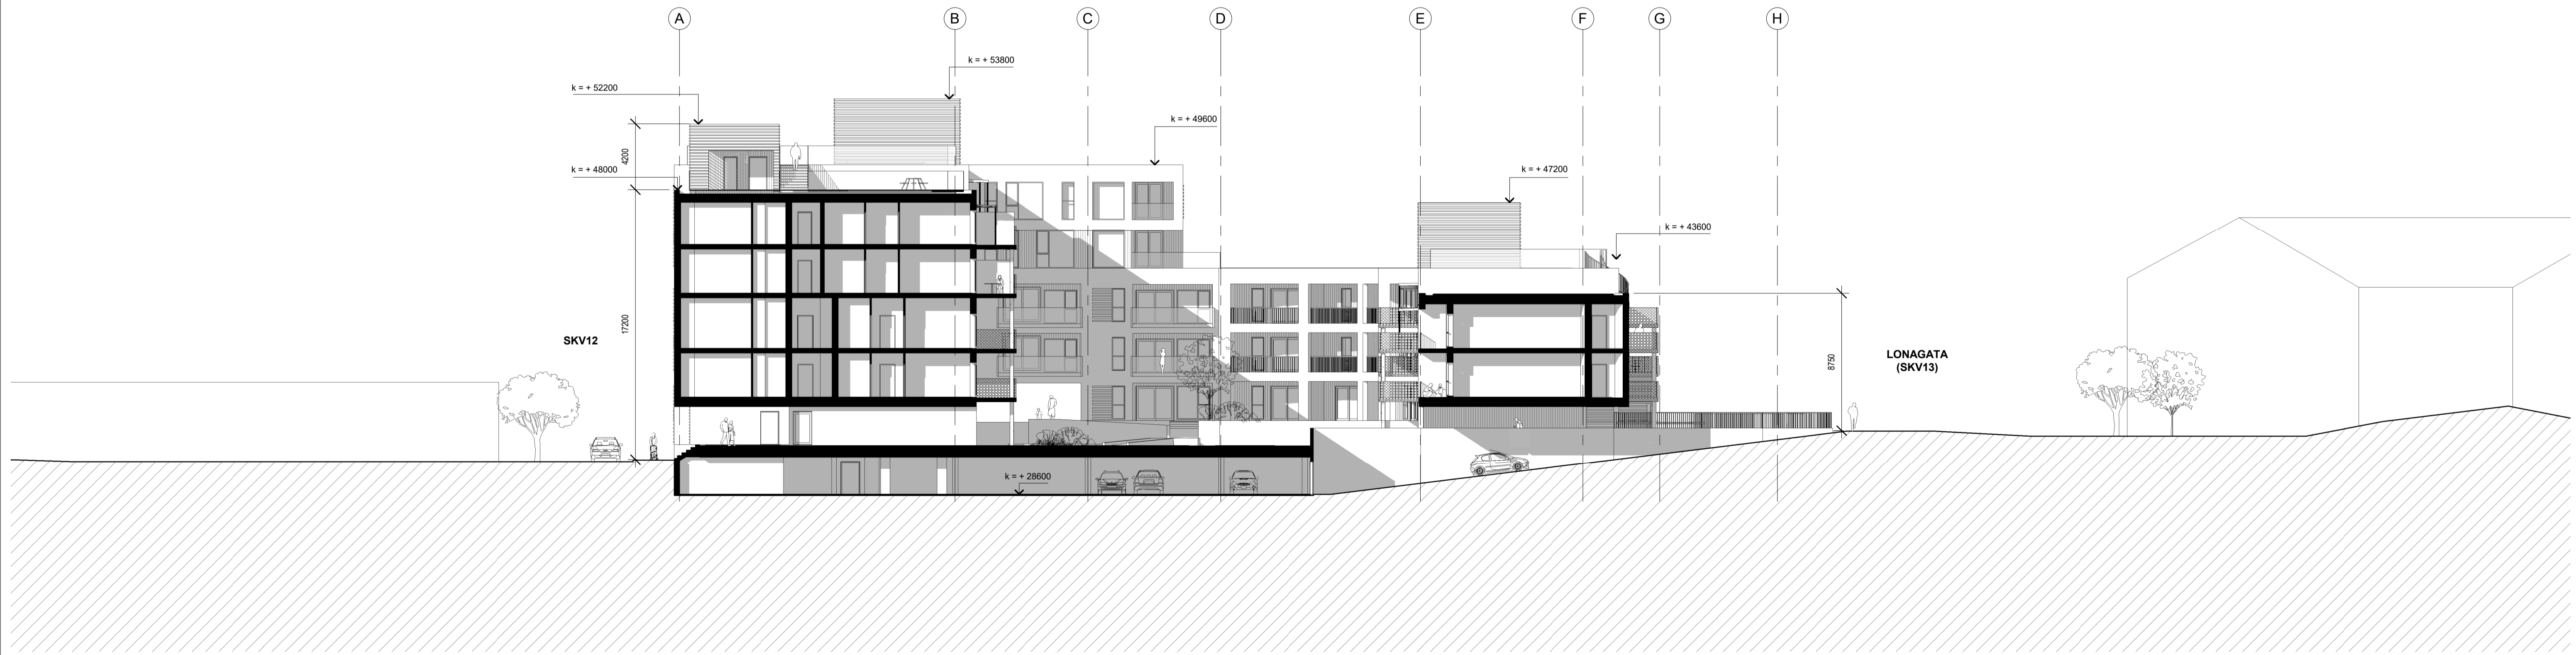 A
B
C
D
E
F
G
H
k = + 53800
k = + 52200
k = + 49600
4200
k = + 48000
k = + 47200
k = + 43600
17200
SKV12
8750
LONAGATA
(SKV13)
k = + 28600